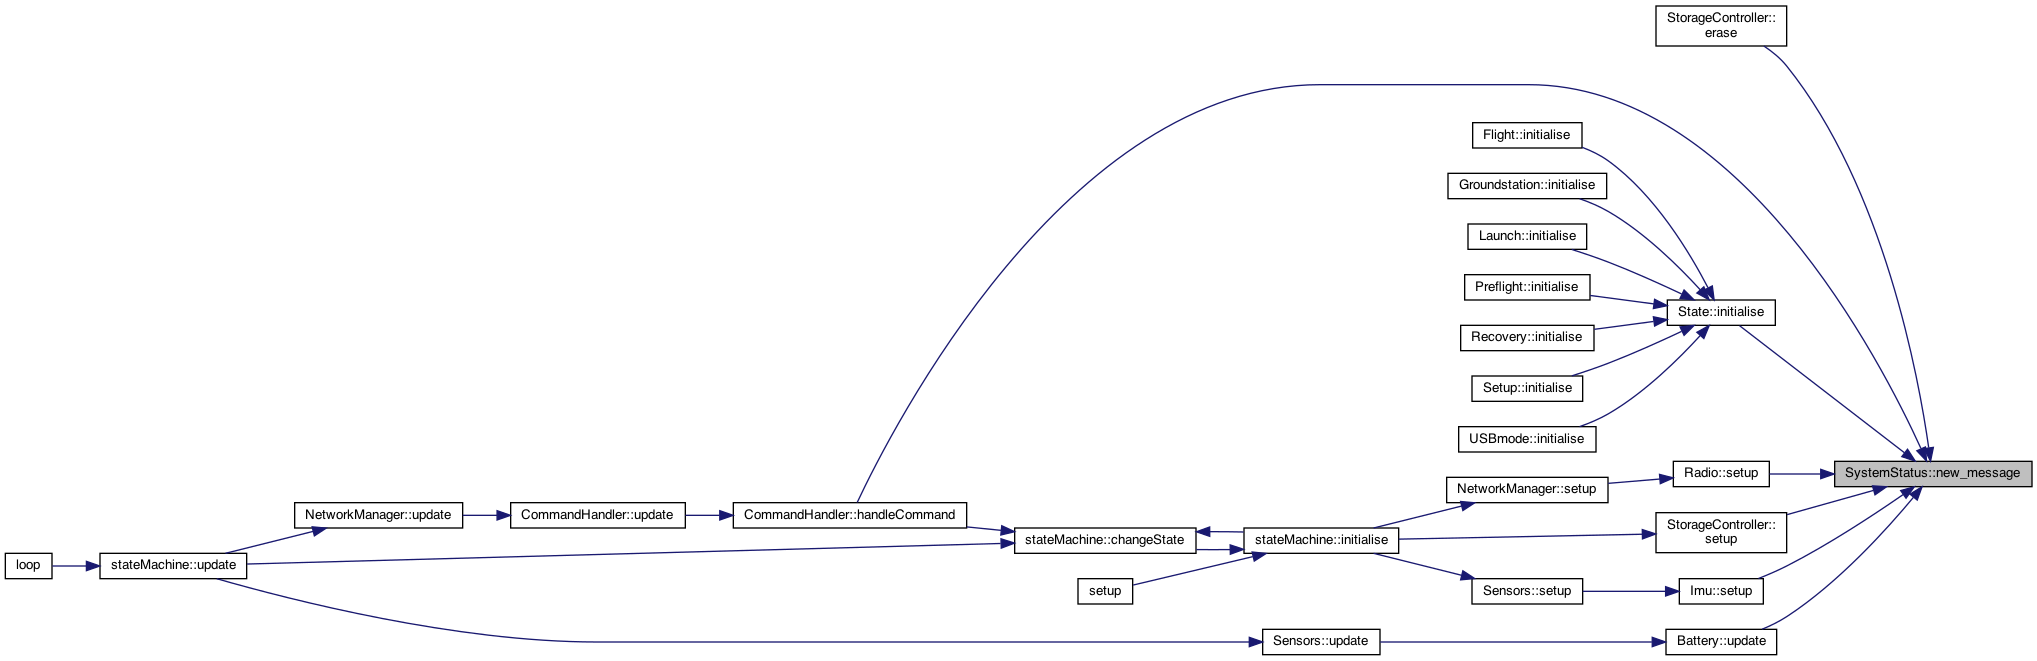 StorageController::
erase
Flight::initialise
Groundstation::initialise
Launch::initialise
Preflight::initialise
State::initialise
Recovery::initialise
Setup::initialise
USBmode::initialise
Radio::setup
SystemStatus::new_message
NetworkManager::setup
NetworkManager::update
CommandHandler::update
CommandHandler::handleCommand
StorageController::
setup
stateMachine::changeState
stateMachine::initialise
loop
stateMachine::update
setup
Sensors::setup
Imu::setup
Sensors::update
Battery::update